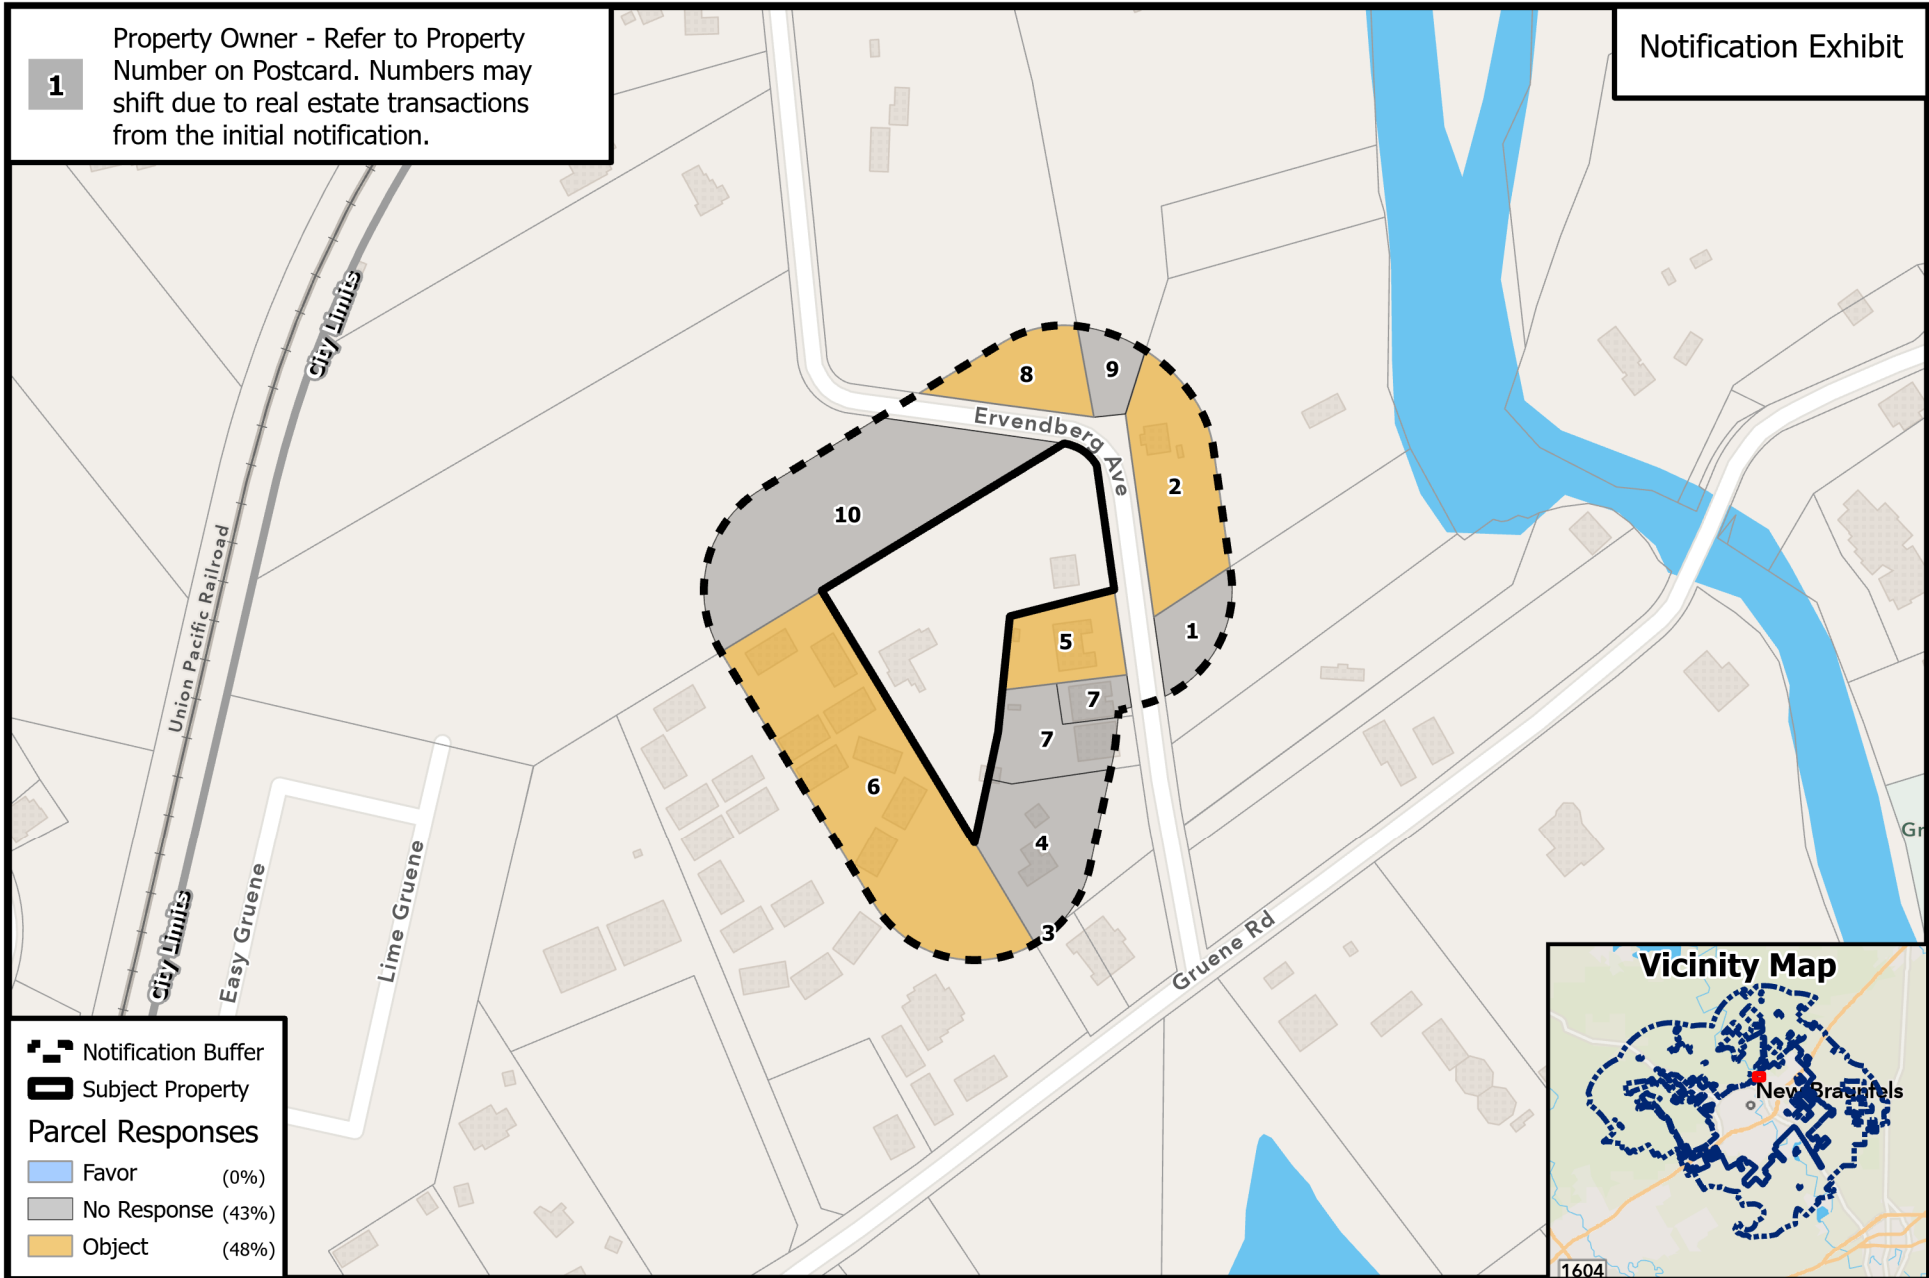 1
Property Owner - Refer to Property
Number on Postcard. Numbers may
shift due to real estate transactions
from the initial notification.
Notification Exhibit
City Limits
Union Pacific Railroad
8
9
Ervendberg Ave
2
10
1
5
7
7
6
4
3
City Limits
Easy Gruene
Lime Gruene
Gruene Rd
Gr
Notification Buffer
Subject Property
Parcel Responses
Favor (0%)
No Response (43%)
Object (48%)
Vicinity Map
New Braunfels
1604